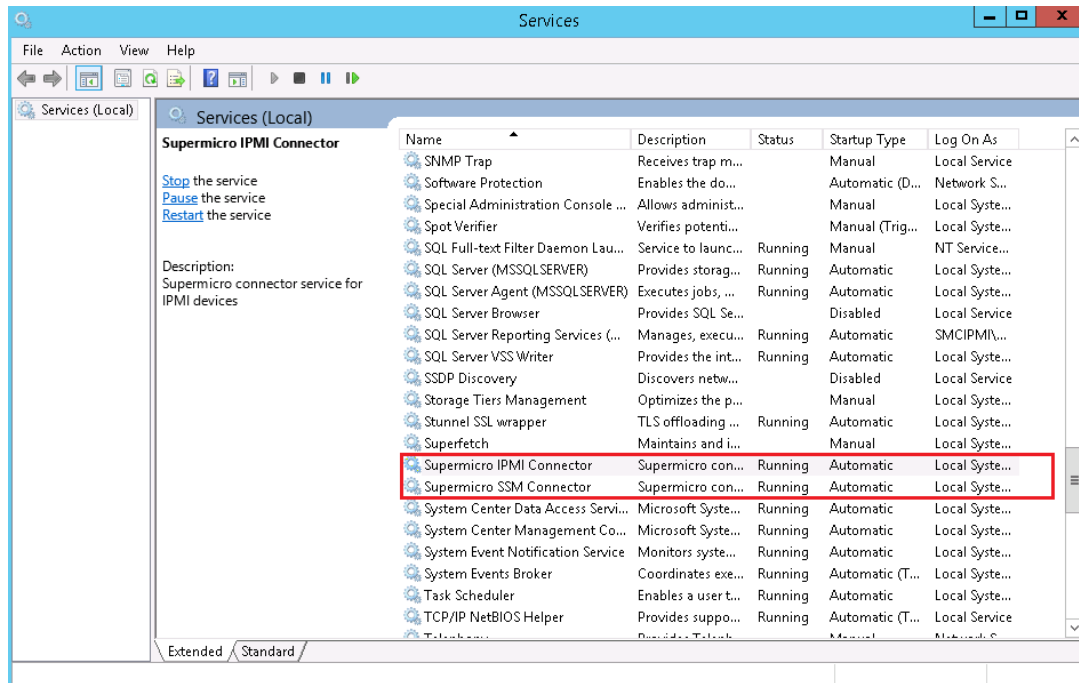 Services
File Action View Help
Services (Local)
Services (Local)
Supermicro IPMI Connector
Stop the service
Pause the service
Restart the service
Description:
Supermicro connector service for
IPMI devices
Name Description Status Startup Type Log On As
SNMP Trap Receives trap m... Manual Local Service
Software Protection Enables the do... Automatic (D... Network S...
Special Administration Console ... Allows administ... Manual Local Syste...
Spot Verifier Verifies potenti... Manual (Trig... Local Syste...
SQL Full-text Filter Daemon Lau... Service to launc... Running Manual NT Service...
SQL Server (MSSQLSERVER) Provides storag... Running Automatic Local Syste...
SQL Server Agent (MSSQLSERVER) Executes jobs, ... Running Automatic Local Syste...
SQL Server Browser Provides SQL Se... Disabled Local Service
SQL Server Reporting Services (... Manages, execu... Running Automatic SMCIPMI\...
SQL Server VSS Writer Provides the int... Running Automatic Local Syste...
SSDP Discovery Discovers netw... Disabled Local Service
Storage Tiers Management Optimizes the p... Manual Local Syste...
Stunnel SSL wrapper TLS offloading ... Running Automatic Local Syste...
Superfetch Maintains and i... Manual Local Syste...
Supermicro IPMI Connector Supermicro con... Running Automatic Local Syste...
Supermicro SSM Connector Supermicro con... Running Automatic Local Syste...
System Center Data Access Servi... Microsoft Syste... Running Automatic Local Syste...
System Center Management Co... Microsoft Syste... Running Automatic Local Syste...
System Event Notification Service Monitors syste... Running Automatic Local Syste...
System Events Broker Coordinates exe... Running Automatic (T... Local Syste...
Task Scheduler Enables a user t... Running Automatic Local Syste...
TCP/IP NetBIOS Helper Provides suppo... Running Automatic (T... Local Service
Extended Standard